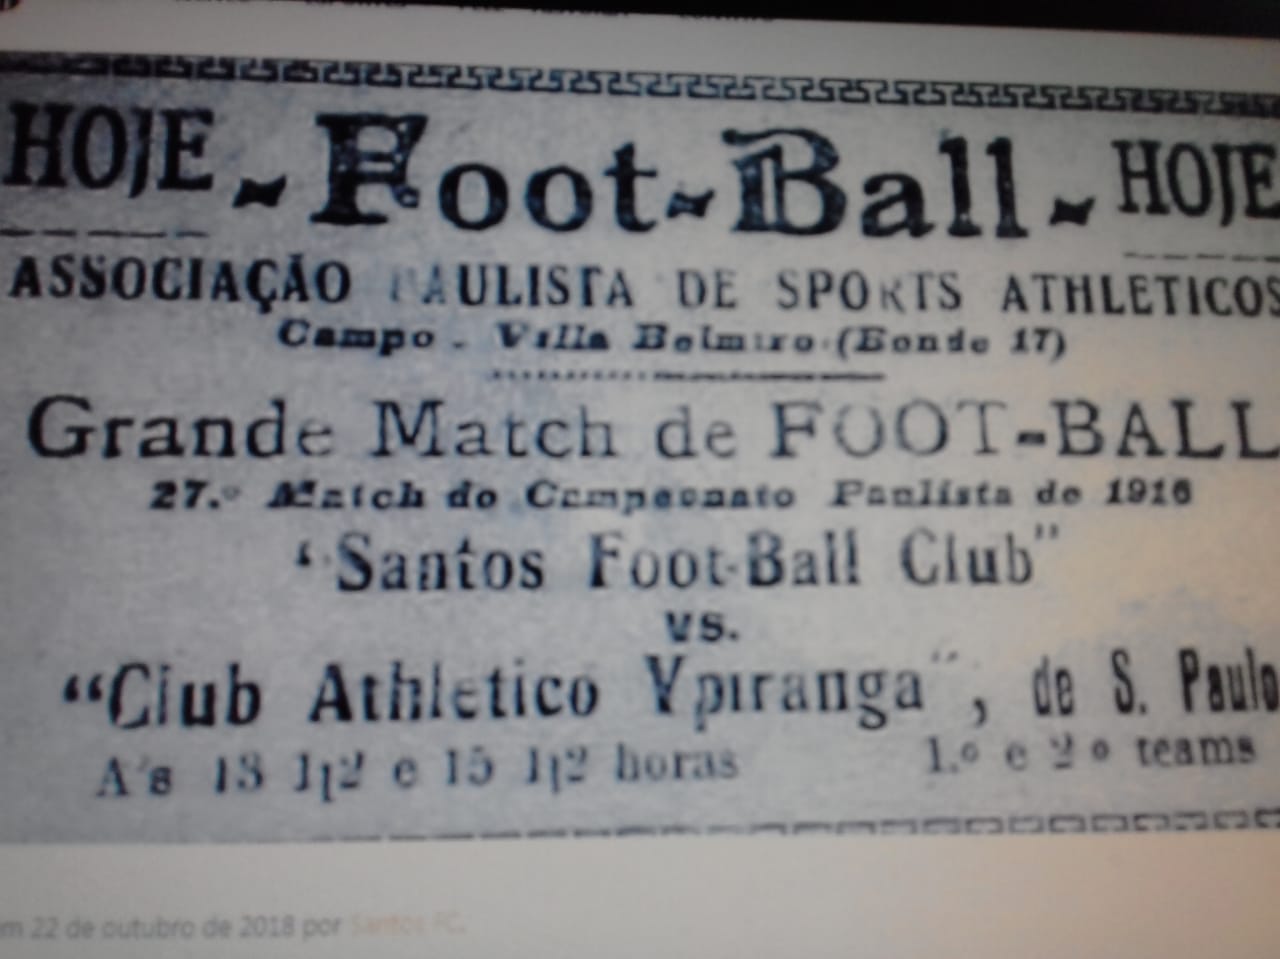 HOJE - Foot-Ball - HOJE
ASSOCIAÇÃO PAULISTA DE SPORTS ATHLETICOS
Campo - Villa Belmiro (Bonde 17)
Grande Match de FOOT-BALL
27.º Match do Campeonato Paulista de 1916
"Santos Foot-Ball Club"
vs.
"Club Athletico Ypiranga", de S. Paulo
A's 13 1|2 e 15 1|2 horas 1.º e 2º teams
em 22 de outubro de 2018 por Santos FC.